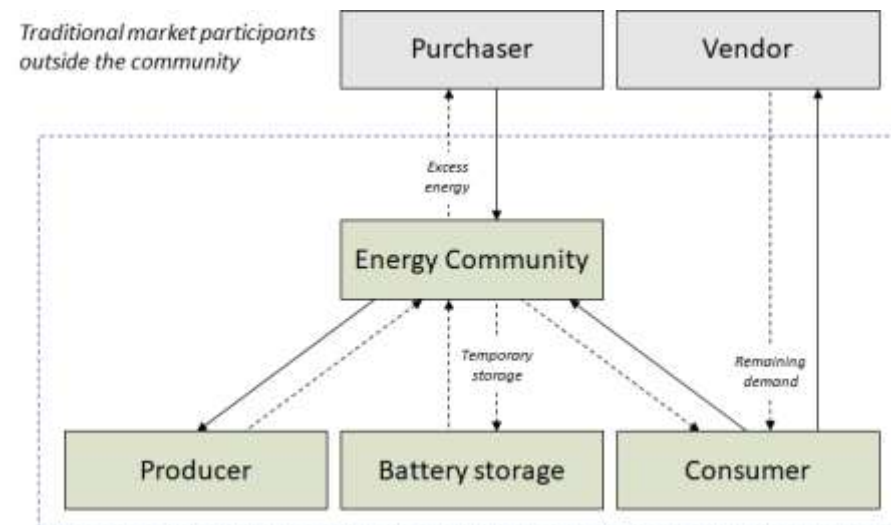 Traditional market participants
outside the community
Purchaser
Vendor
Excess
energy
Energy Community
Temporary
storage
Remaining
demand
Producer
Battery storage
Consumer